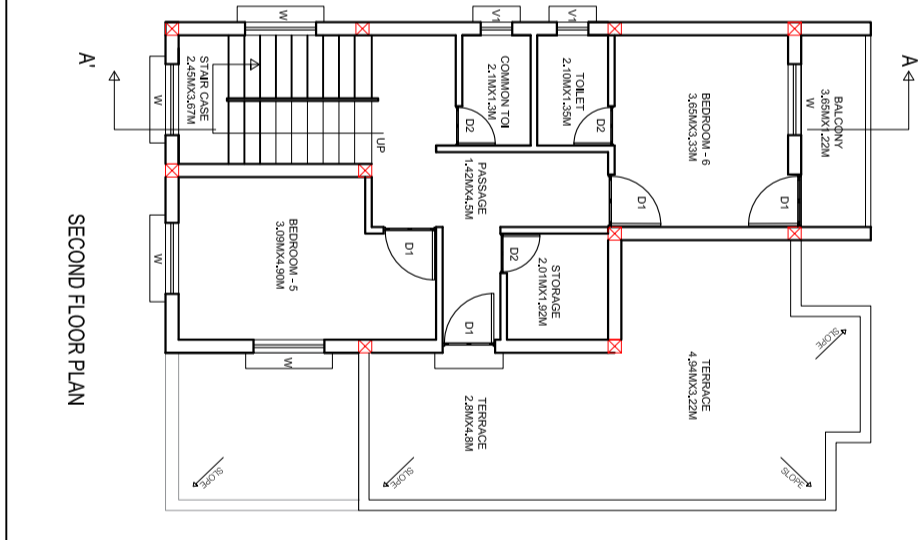 A'
A
STAIR CASE
2.45MX3.67M
UP
COMMON TOI
2.1MX1.3M
TOILET
2.10MX1.35M
BEDROOM - 6
3.65MX3.33M
BALCONY
3.65MX1.22M
PASSAGE
1.42MX4.5M
BEDROOM - 5
3.09MX4.90M
STORAGE
2.01MX1.92M
TERRACE
2.8MX4.8M
TERRACE
4.94MX3.22M
W
W
W
W
W
V1
V1
D2
D2
D2
D1
D1
D1
D1
SLOPE
SLOPE
SLOPE
SLOPE
SECOND FLOOR PLAN